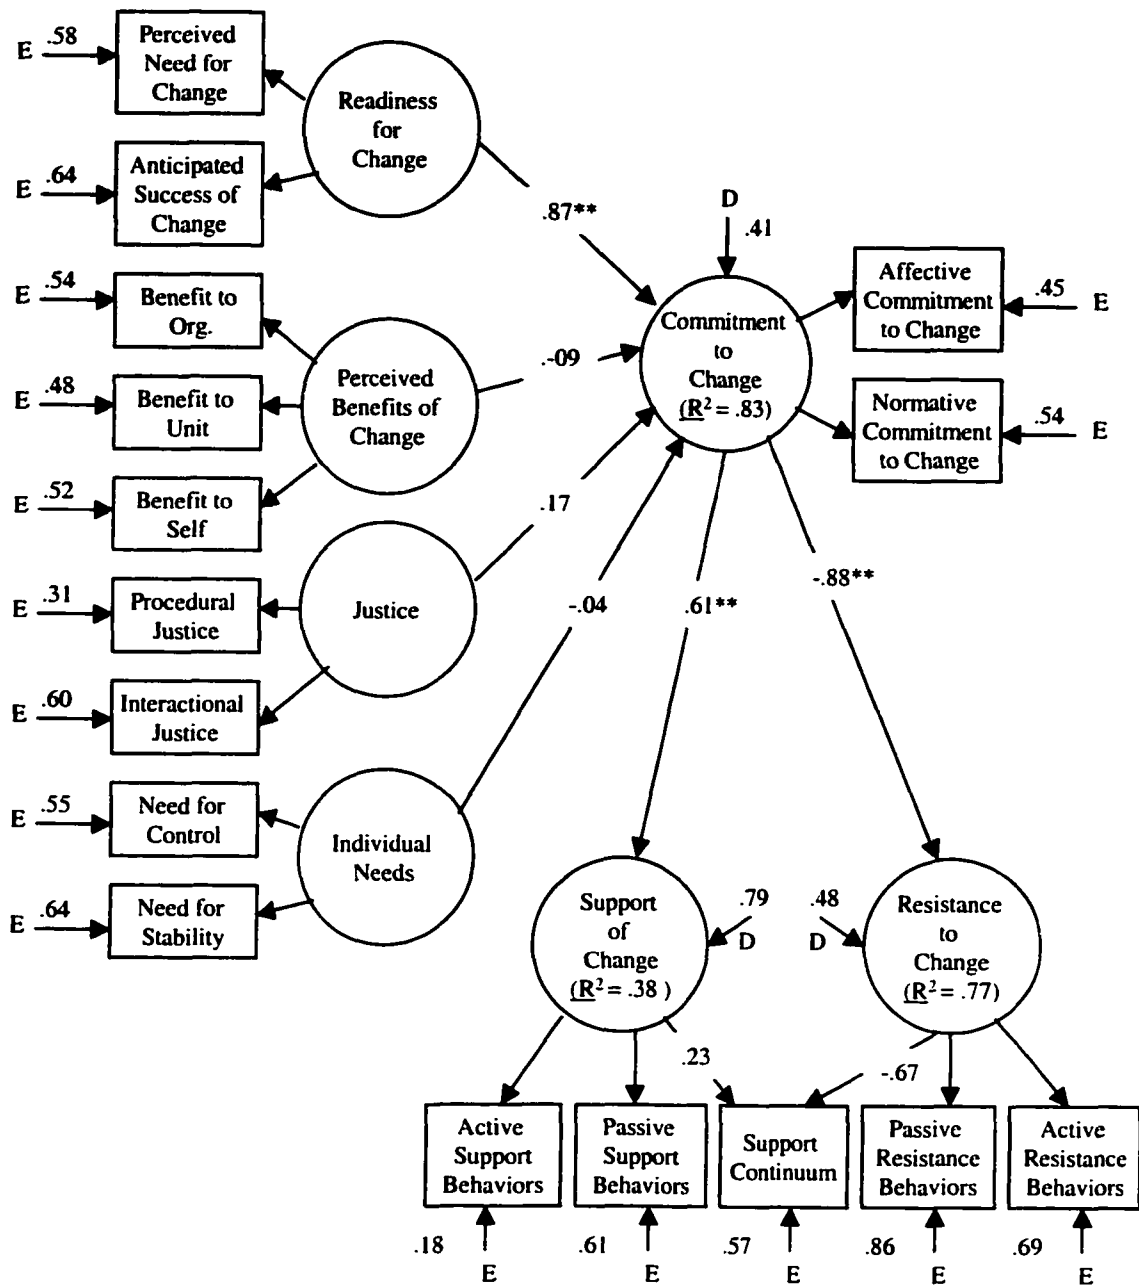 E .58
Perceived
Need for
Change
E .64
Anticipated
Success of
Change
Readiness
for
Change
.87**
E .54
Benefit to
Org.
E .48
Benefit to
Unit
E .52
Benefit to
Self
Perceived
Benefits of
Change
.-09
E .31
Procedural
Justice
E .60
Interactional
Justice
Justice
.17
E .55
Need for
Control
E .64
Need for
Stability
Individual
Needs
-.04
D
.41
Commitment
to
Change
(R² = .83)
Affective
Commitment
to Change
.45 E
Normative
Commitment
to Change
.54 E
.61**
-.88**
Support
of
Change
(R² = .38 )
.79
D
.48
D
Resistance
to
Change
(R² = .77)
.23
-.67
Active
Support
Behaviors
Passive
Support
Behaviors
Support
Continuum
Passive
Resistance
Behaviors
Active
Resistance
Behaviors
.18 E
.61 E
.57 E
.86 E
.69 E